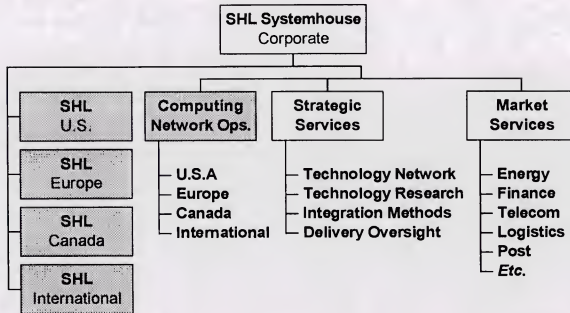 SHL Systemhouse
Corporate
SHL
U.S.
SHL
Europe
SHL
Canada
SHL
International
Computing
Network Ops.
U.S.A
Europe
Canada
International
Strategic
Services
Technology Network
Technology Research
Integration Methods
Delivery Oversight
Market
Services
Energy
Finance
Telecom
Logistics
Post
Etc.